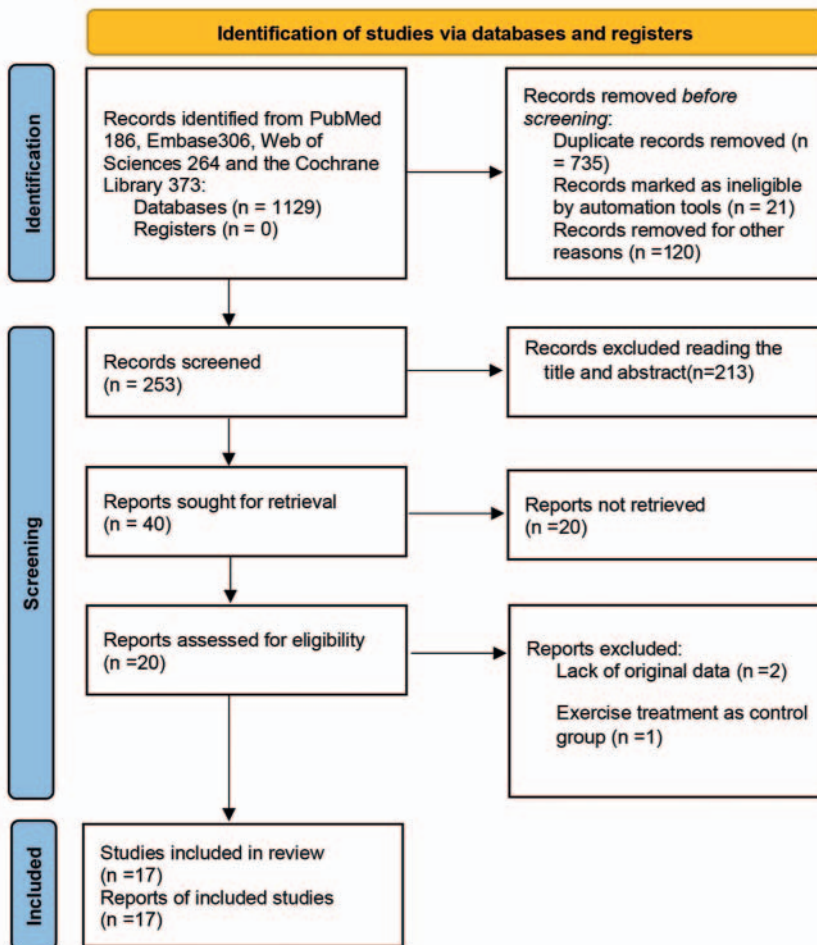 Identification of studies via databases and registers
Identification
Records identified from PubMed
186, Embase306, Web of
Sciences 264 and the Cochrane
Library 373:
Databases (n = 1129)
Registers (n = 0)
Records removed before
screening:
Duplicate records removed (n
= 735)
Records marked as ineligible
by automation tools (n = 21)
Records removed for other
reasons (n =120)
Screening
Records screened
(n = 253)
Records excluded reading the
title and abstract(n=213)
Reports sought for retrieval
(n = 40)
Reports not retrieved
(n =20)
Reports assessed for eligibility
(n =20)
Reports excluded:
Lack of original data (n =2)
Exercise treatment as control
group (n =1)
Included
Studies included in review
(n =17)
Reports of included studies
(n =17)